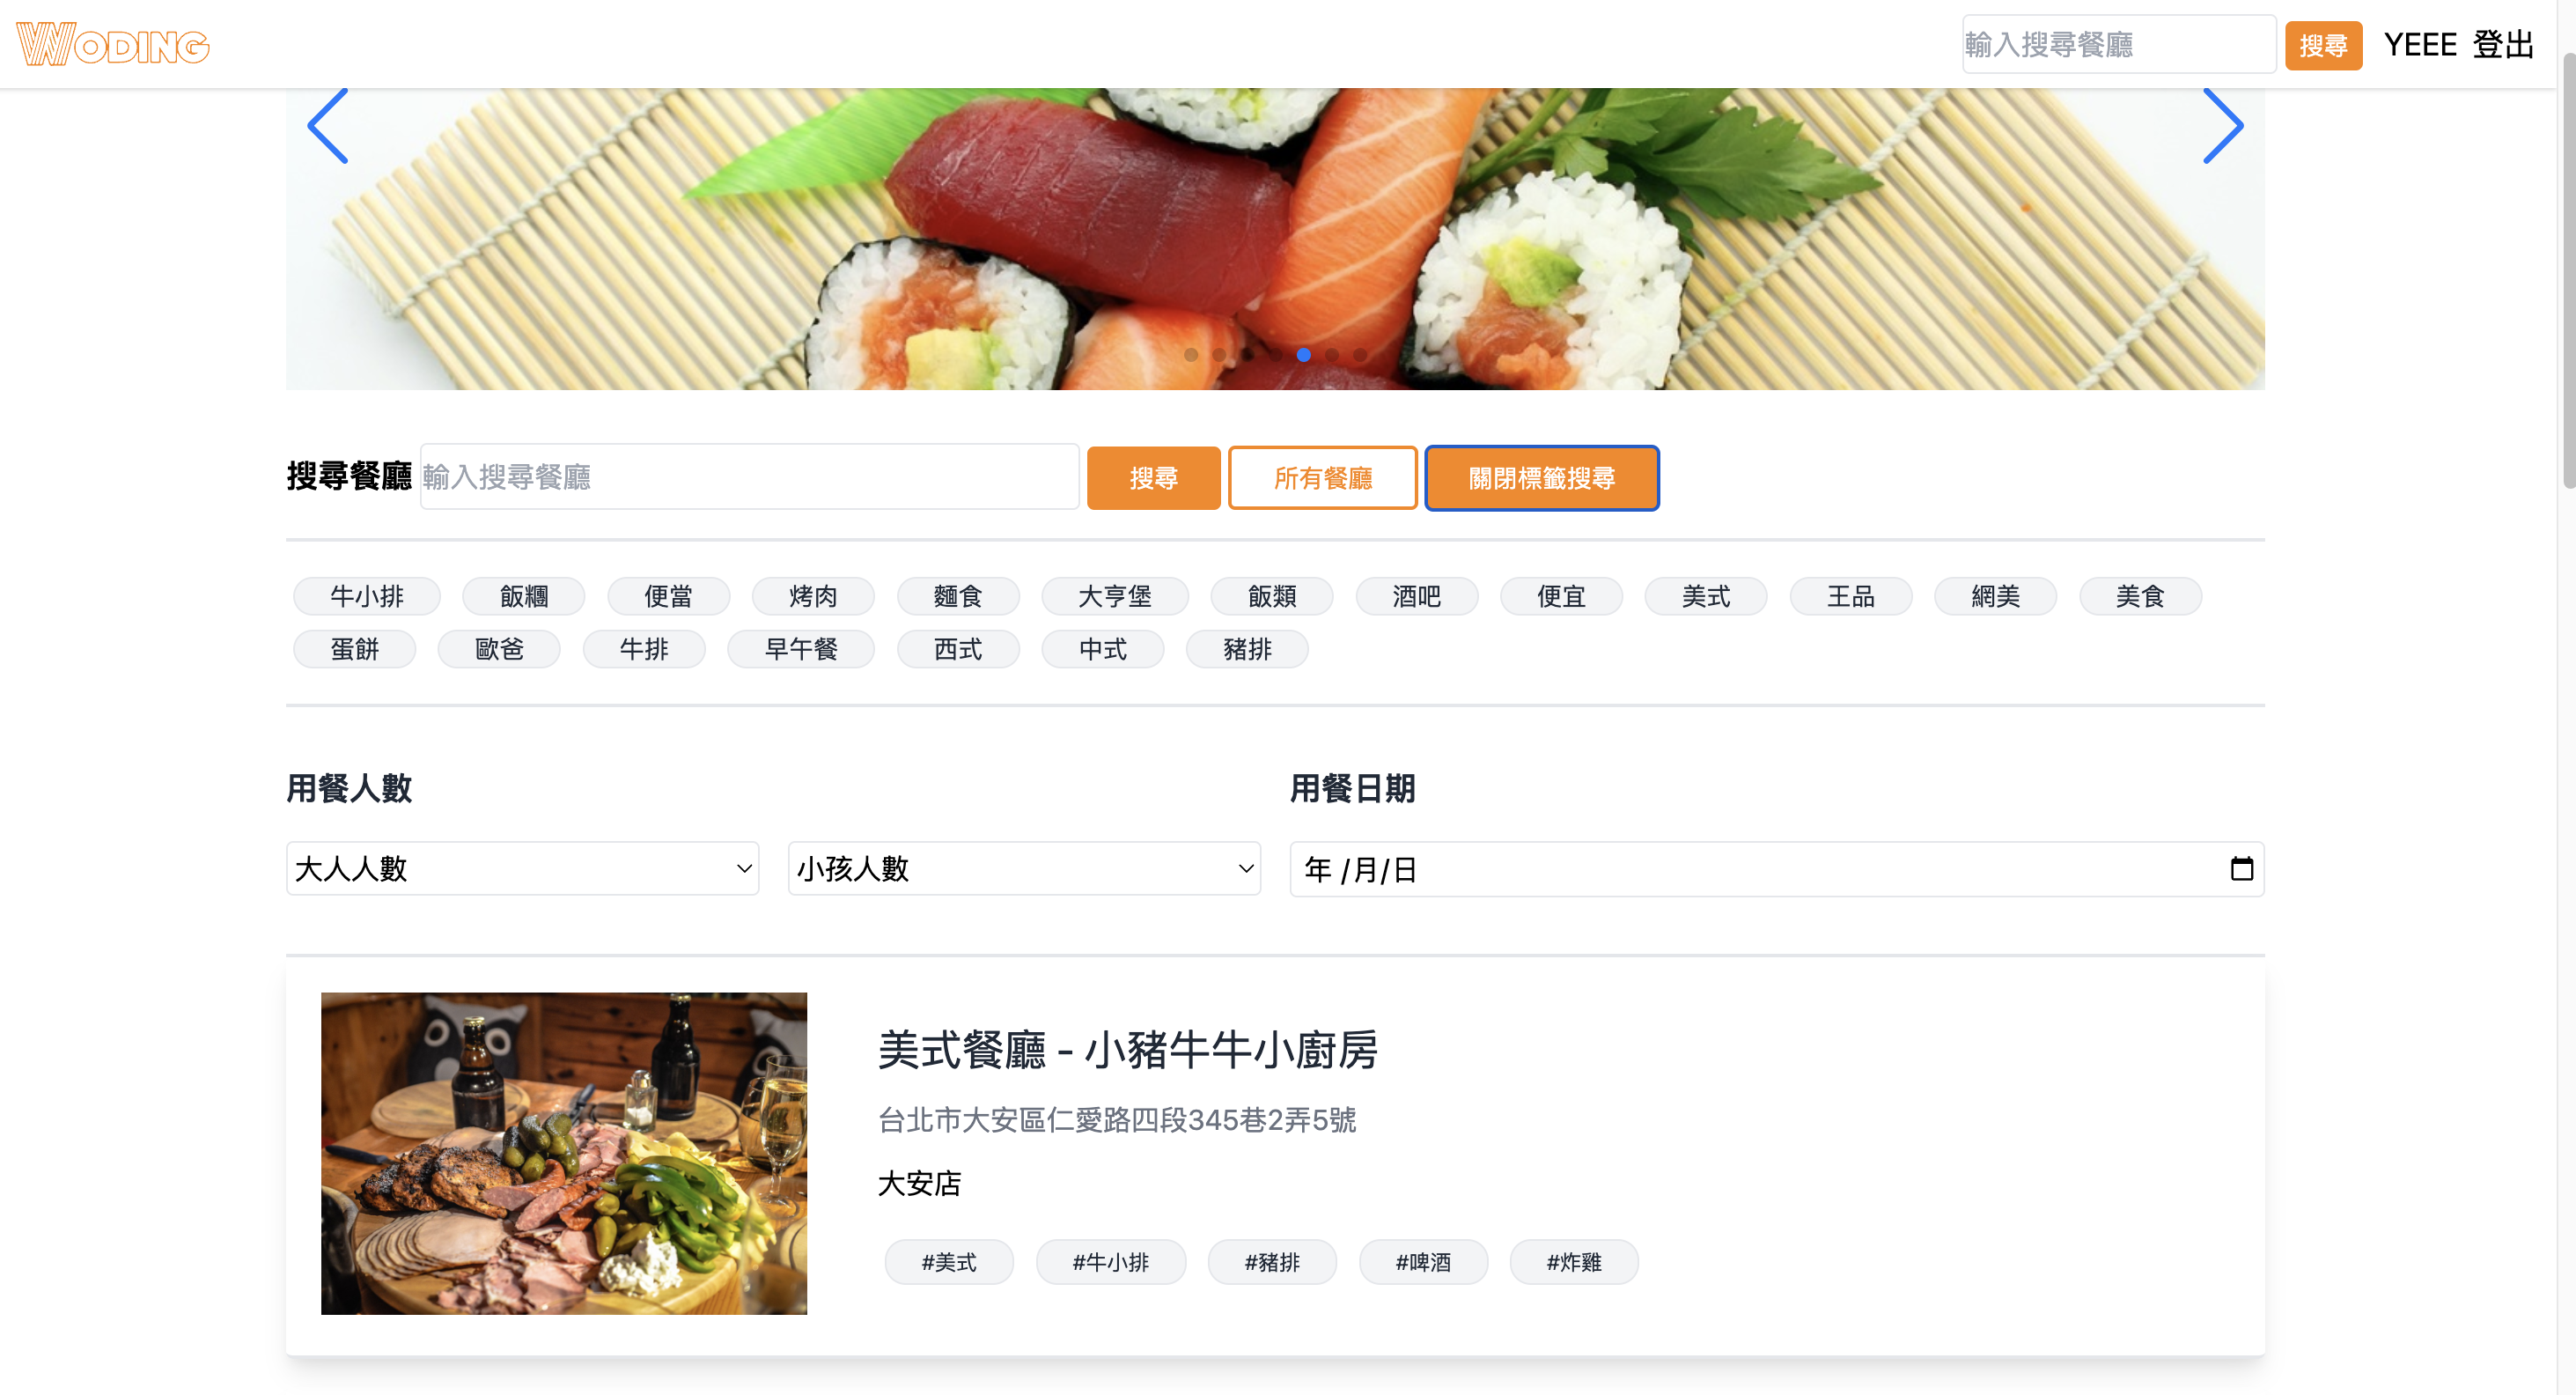 WODING 輸入搜尋餐廳 搜尋 YEEE 登出
搜尋餐廳 輸入搜尋餐廳 搜尋 所有餐廳 關閉標籤搜尋
牛小排 飯糰 便當 烤肉 麵食 大亨堡 飯類 酒吧 便宜 美式 王品 網美 美食
蛋餅 歐爸 牛排 早午餐 西式 中式 豬排
用餐人數 用餐日期
大人人數 小孩人數 年 /月/日
美式餐廳 - 小豬牛牛小廚房
台北市大安區仁愛路四段345巷2弄5號
大安店
#美式 #牛小排 #豬排 #啤酒 #炸雞